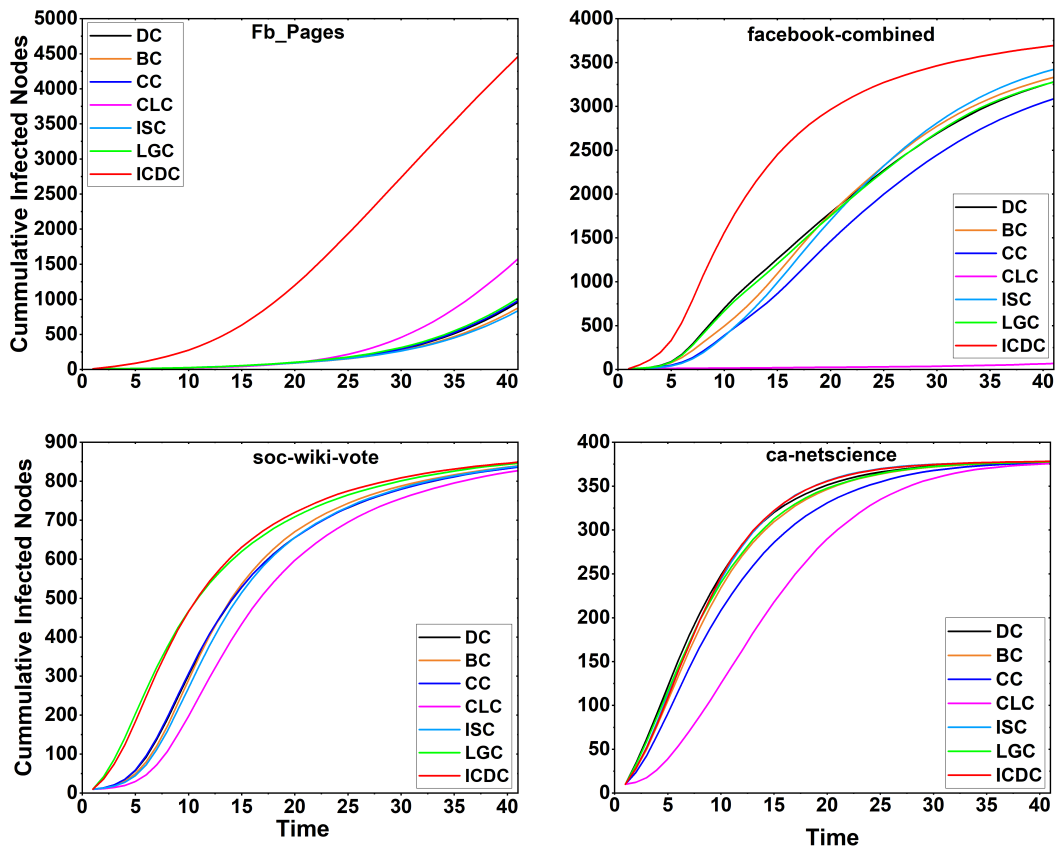 Fb_Pages
Cummulative Infected Nodes
5000
4500
4000
3500
3000
2500
2000
1500
1000
500
0
DC
BC
CC
CLC
ISC
LGC
ICDC
0 5 10 15 20 25 30 35 40
facebook-combined
4000
3500
3000
2500
2000
1500
1000
500
0
DC
BC
CC
CLC
ISC
LGC
ICDC
0 5 10 15 20 25 30 35 40
soc-wiki-vote
Cummulative Infected Nodes
900
800
700
600
500
400
300
200
100
0
DC
BC
CC
CLC
ISC
LGC
ICDC
0 5 10 15 20 25 30 35 40
Time
ca-netscience
400
350
300
250
200
150
100
50
0
DC
BC
CC
CLC
ISC
LGC
ICDC
0 5 10 15 20 25 30 35 40
Time